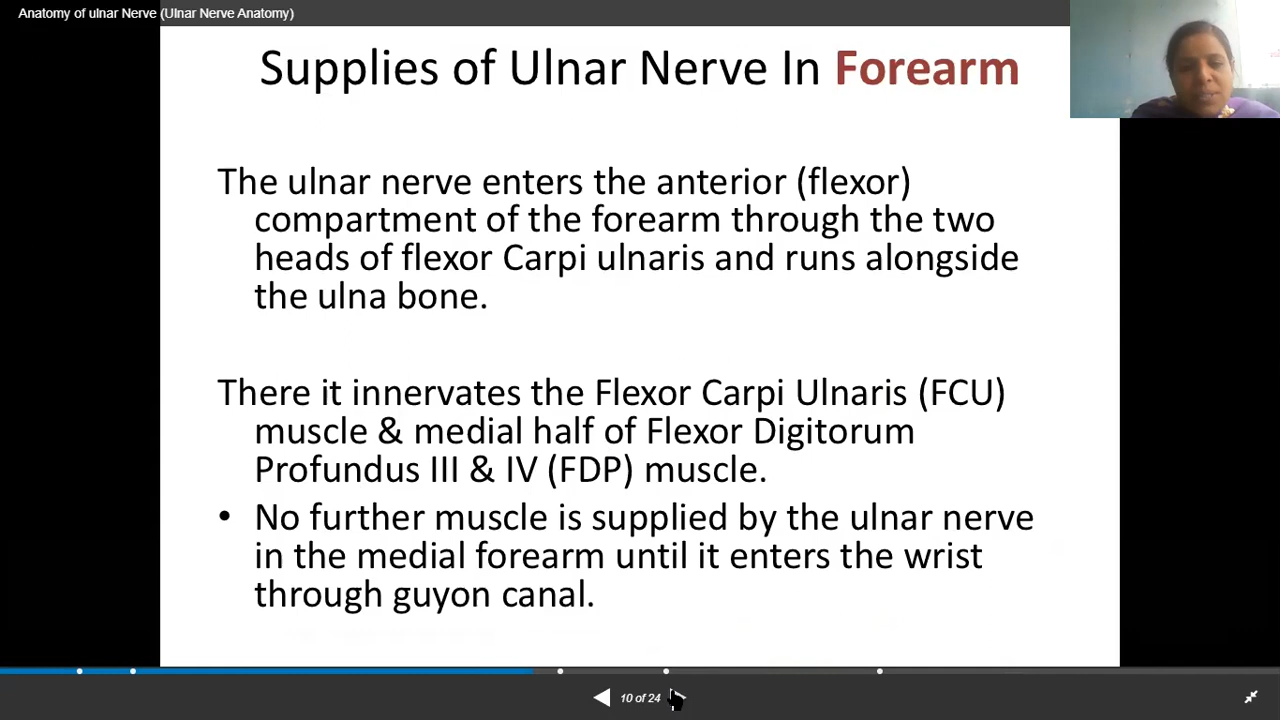 Anatomy of ulnar Nerve (Ulnar Nerve Anatomy)
Supplies of Ulnar Nerve In Forearm
The ulnar nerve enters the anterior (flexor)
compartment of the forearm through the two
heads of flexor Carpi ulnaris and runs alongside
the ulna bone.
There it innervates the Flexor Carpi Ulnaris (FCU)
muscle & medial half of Flexor Digitorum
Profundus III & IV (FDP) muscle.
• No further muscle is supplied by the ulnar nerve
in the medial forearm until it enters the wrist
through guyon canal.
10 of 24